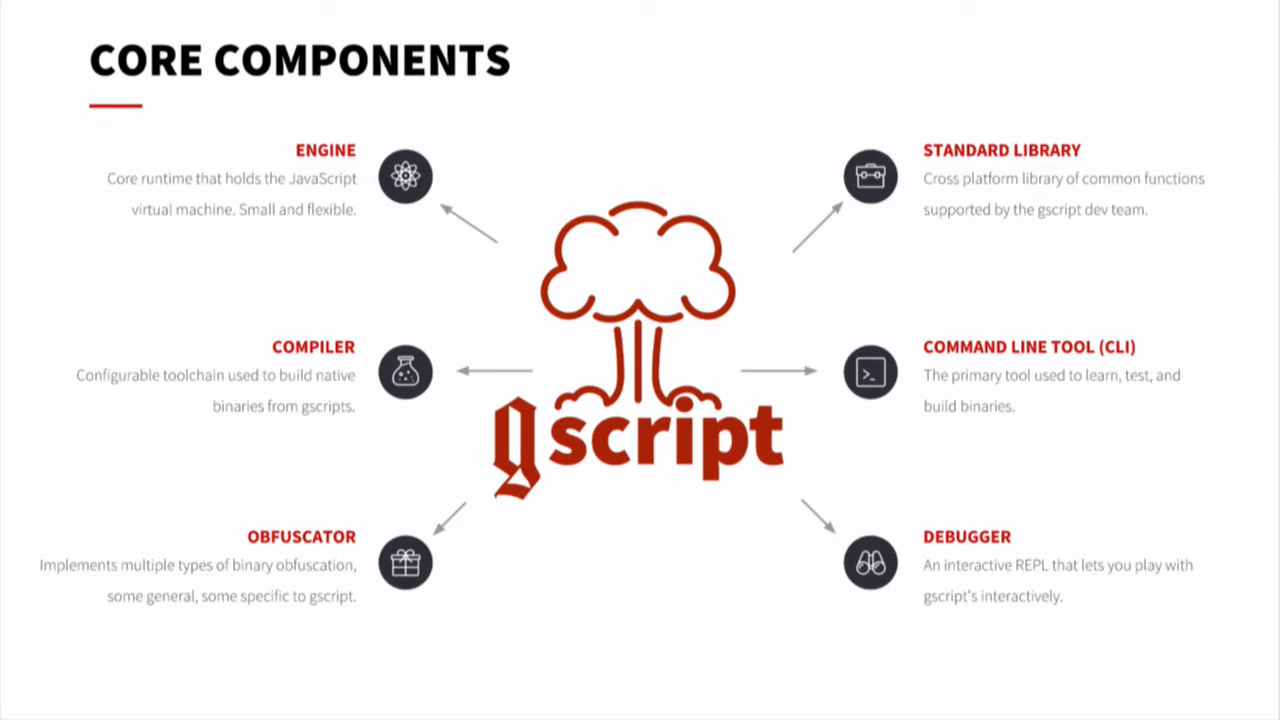 CORE COMPONENTS
ENGINE
Core runtime that holds the JavaScript
virtual machine. Small and flexible.
COMPILER
Configurable toolchain used to build native
binaries from gscripts.
OBFUSCATOR
Implements multiple types of binary obfuscation,
some general, some specific to gscript.
gscript
STANDARD LIBRARY
Cross platform library of common functions
supported by the gscript dev team.
COMMAND LINE TOOL (CLI)
The primary tool used to learn, test, and
build binaries.
DEBUGGER
An interactive REPL that lets you play with
gscript's interactively.